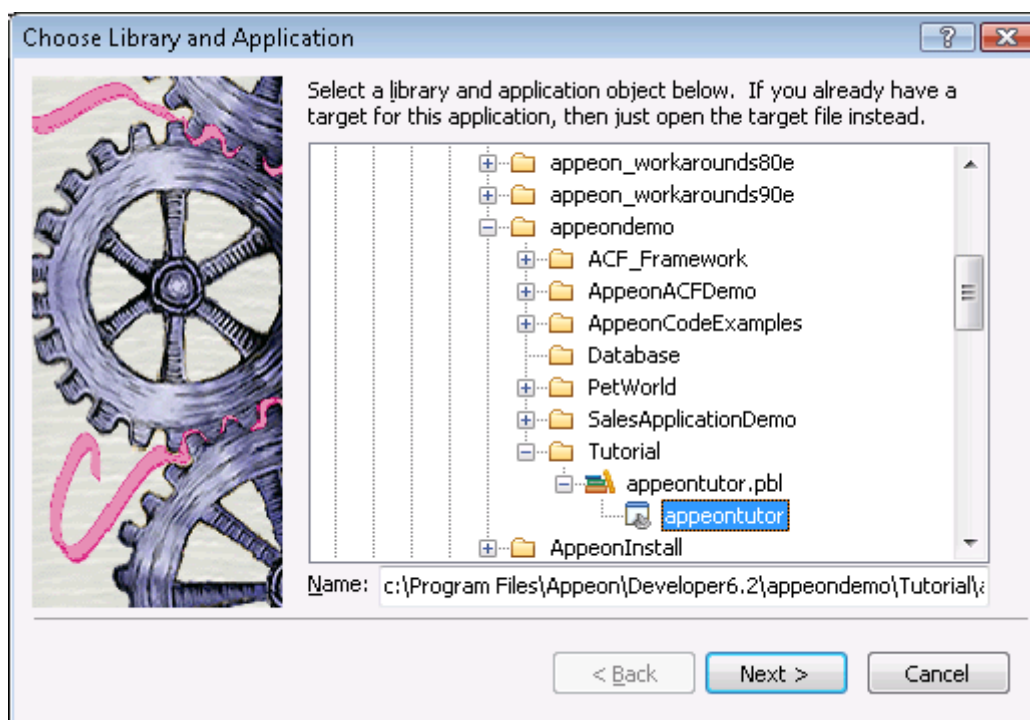 Choose Library and Application
Select a library and application object below. If you already have a
target for this application, then just open the target file instead.
appeon_workarounds80e
appeon_workarounds90e
appeondemo
ACF_Framework
AppeonACFDemo
AppeonCodeExamples
Database
PetWorld
SalesApplicationDemo
Tutorial
appeontutor.pbl
appeontutor
AppeonInstall
Name: c:\Program Files\Appeon\Developer6.2\appeondemo\Tutorial\a
< Back Next > Cancel